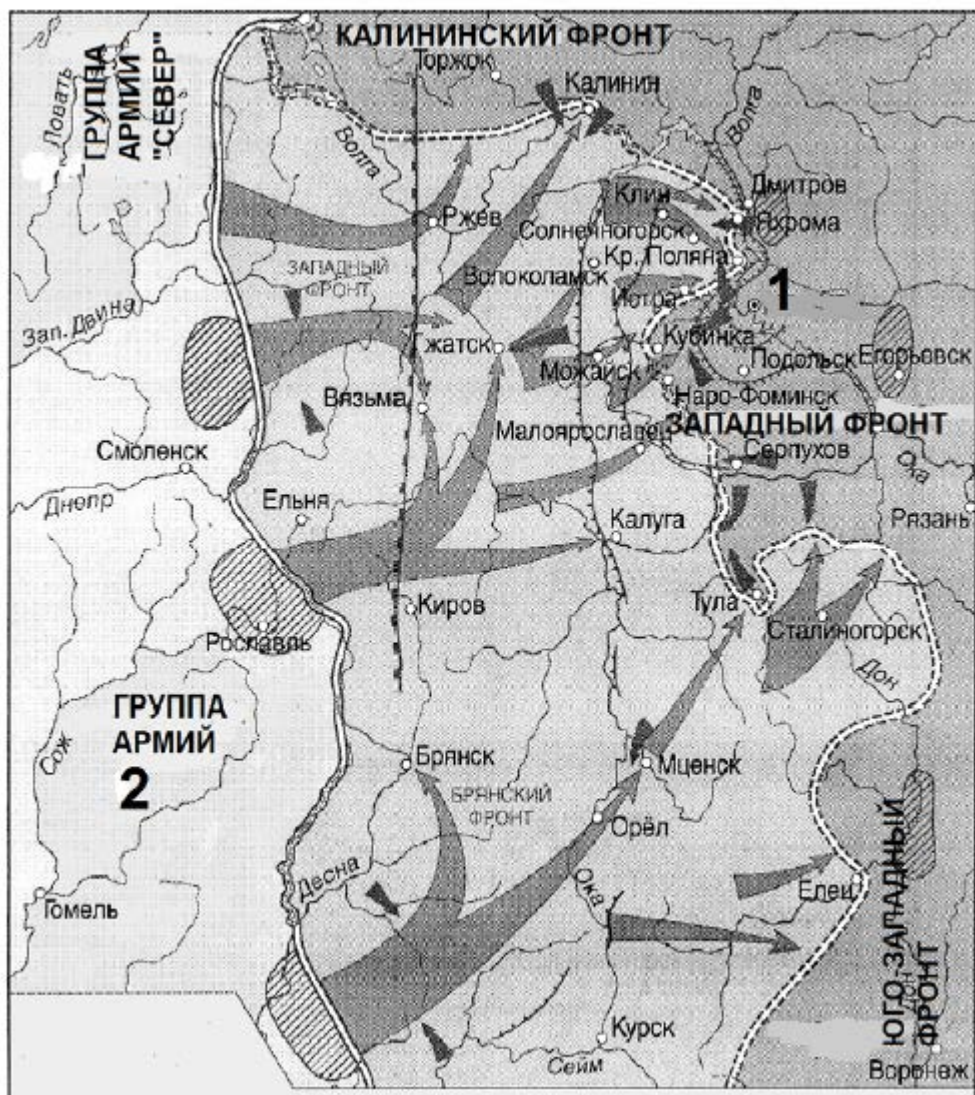 КАЛИНИНСКИЙ ФРОНТ
ГРУППА
АРМИЙ
"СЕВЕР"
Ловать
Торжок
Калинин
Волга
Волга
Дмитров
Клин
Яхрома
Ржев
Солнечногорск
Кр. Поляна
ЗАПАДНЫЙ
ФРОНТ
Волоколамск
1
Истра
Зап. Двина
Гжатск
Кубинка
Можайск
Подольск
Егорьевск
Наро-Фоминск
Вязьма
Малоярославец
ЗАПАДНЫЙ ФРОНТ
Смоленск
Серпухов
Ока
Днепр
Ельня
Калуга
Рязань
Киров
Тула
Рославль
Сталиногорск
Дон
ГРУППА
АРМИЙ
2
Сож
Брянск
Мценск
БРЯНСКИЙ
ФРОНТ
Орёл
Десна
Ока
Елец
Гомель
ЮГО-ЗАПАДНЫЙ
ФРОНТ
Дон
Курск
Сейм
Воронеж